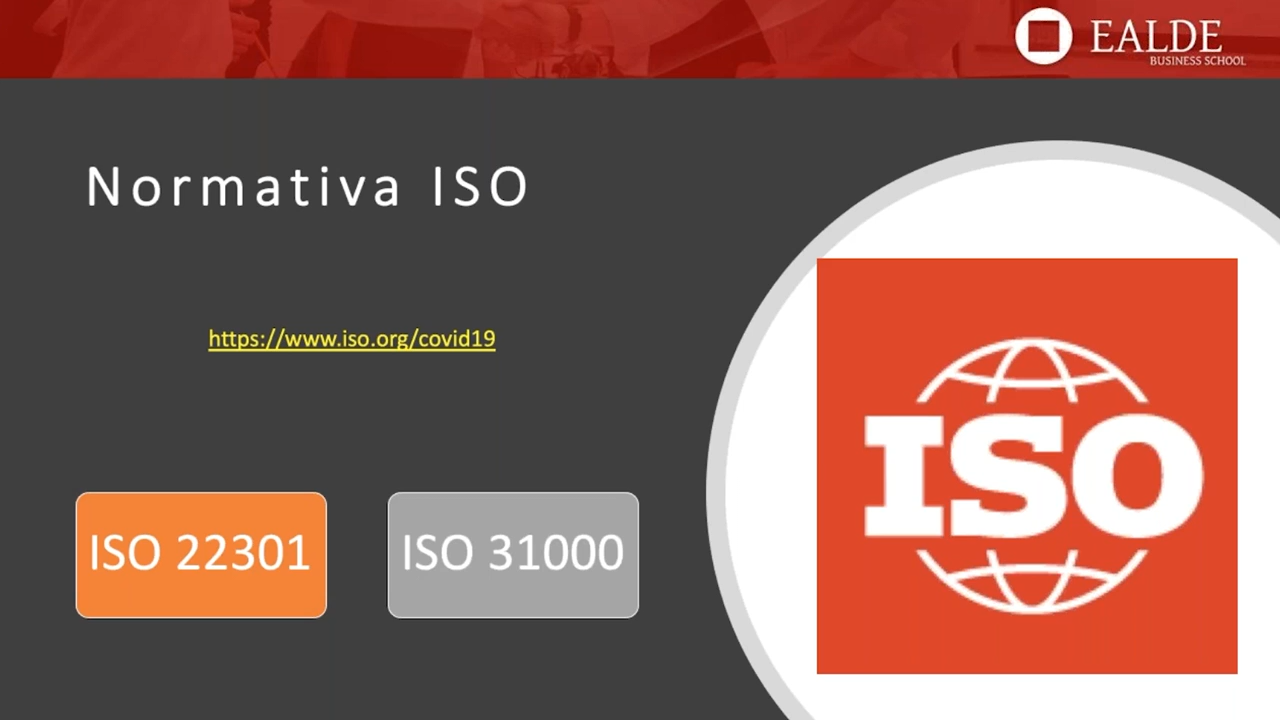 EALDE
BUSINESS SCHOOL
Normativa ISO
https://www.iso.org/covid19
ISO 22301
ISO 31000
ISO